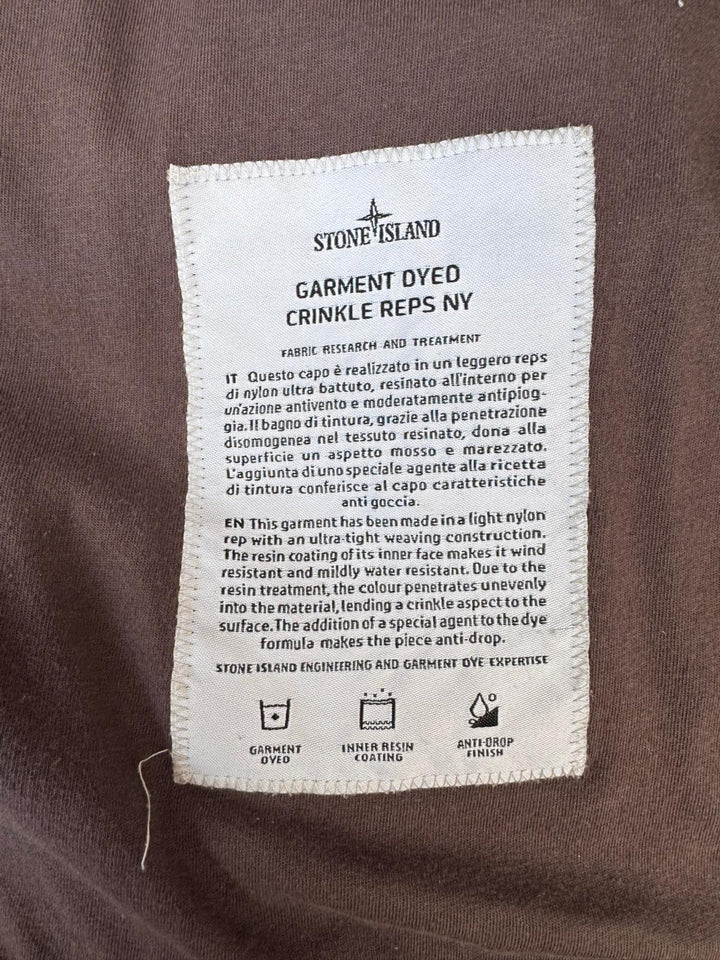 STONE ISLAND
GARMENT DYED
CRINKLE REPS NY
FABRIC RESEARCH AND TREATMENT
IT Questo capo è realizzato in un leggero reps
di nylon ultra battuto, resinato all'interno per
un'azione antivento e moderatamente antipiog-
gia. Il bagno di tintura, grazie alla penetrazione
disomogenea nel tessuto resinato, dona alla
superficie un aspetto mosso e marezzato.
L'aggiunta di uno speciale agente alla ricetta
di tintura conferisce al capo caratteristiche
anti goccia.
EN This garment has been made in a light nylon
rep with an ultra-tight weaving construction.
The resin coating of its inner face makes it wind
resistant and mildly water resistant. Due to the
resin treatment, the colour penetrates unevenly
into the material, lending a crinkle aspect to the
surface. The addition of a special agent to the dye
formula makes the piece anti-drop.
STONE ISLAND ENGINEERING AND GARMENT DYE EXPERTISE
GARMENT
DYED
INNER RESIN
COATING
ANTI-DROP
FINISH